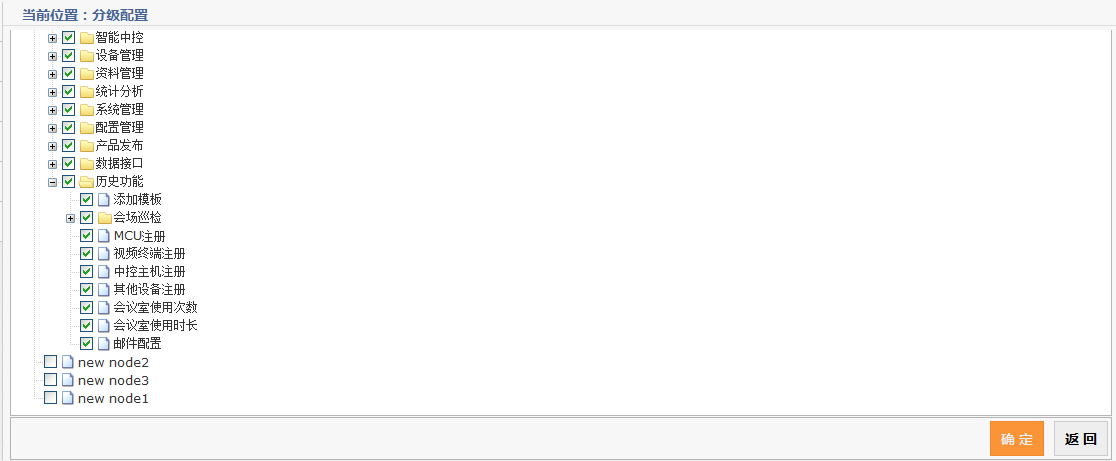 当前位置：分级配置
智能中控
设备管理
资料管理
统计分析
系统管理
配置管理
产品发布
数据接口
历史功能
添加模板
会场巡检
MCU注册
视频终端注册
中控主机注册
其他设备注册
会议室使用次数
会议室使用时长
邮件配置
new node2
new node3
new node1
确 定 返 回